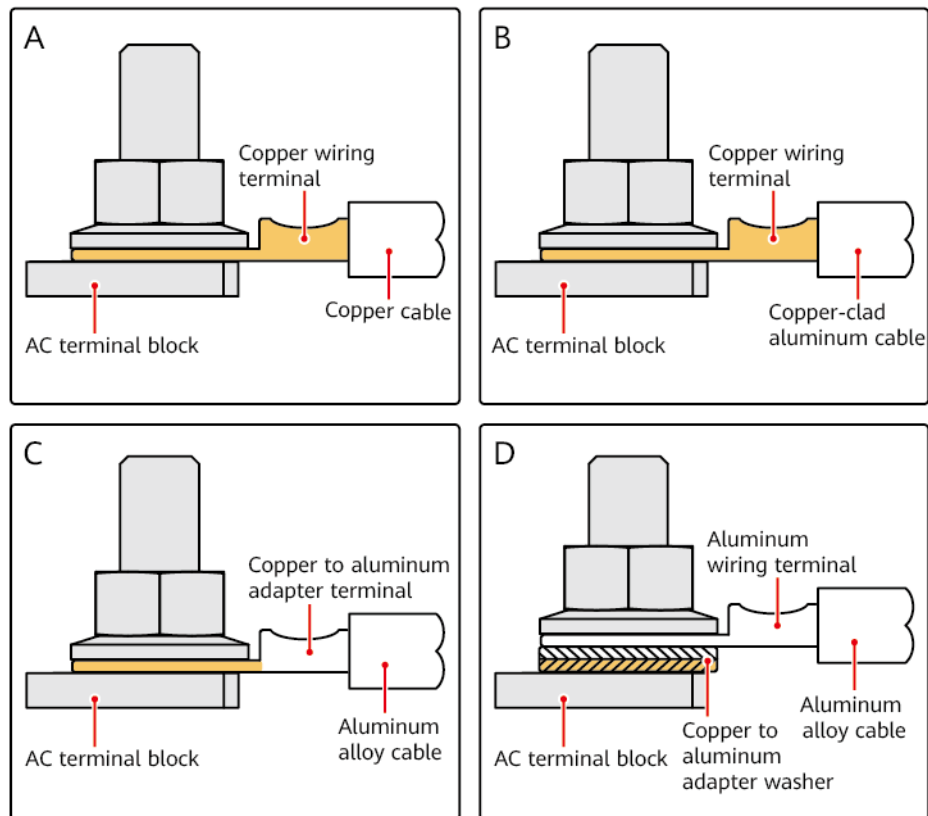 A
Copper wiring
terminal
Copper cable
AC terminal block
B
Copper wiring
terminal
Copper-clad
aluminum cable
AC terminal block
C
Copper to aluminum
adapter terminal
Aluminum
alloy cable
AC terminal block
D
Aluminum
wiring terminal
Aluminum
alloy cable
Copper to
aluminum
adapter washer
AC terminal block